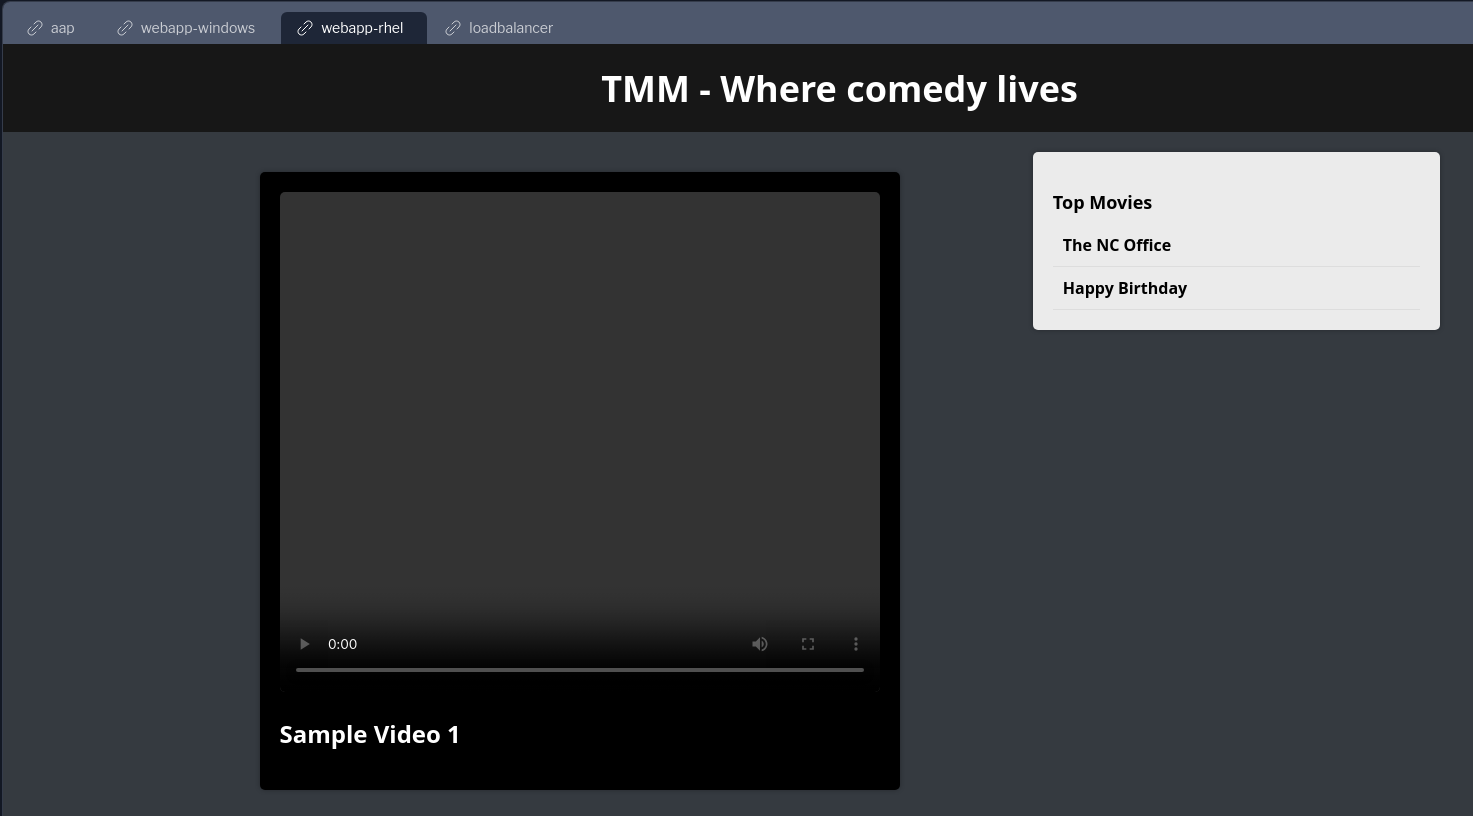 aap
webapp-windows
webapp-rhel
loadbalancer
TMM - Where comedy lives
Top Movies
The NC Office
Happy Birthday
0:00
Sample Video 1